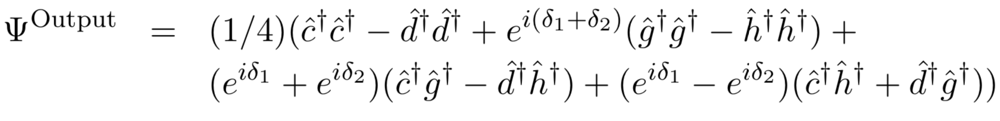 Ψ^Output = (1/4)(ĉ†ĉ† − d̂†d̂† + e^{i(δ₁+δ₂)}(ĝ†ĝ† − ĥ†ĥ†) +
(e^{iδ₁} + e^{iδ₂})(ĉ†ĝ† − d̂†ĥ†) + (e^{iδ₁} − e^{iδ₂})(ĉ†ĥ† + d̂†ĝ†))